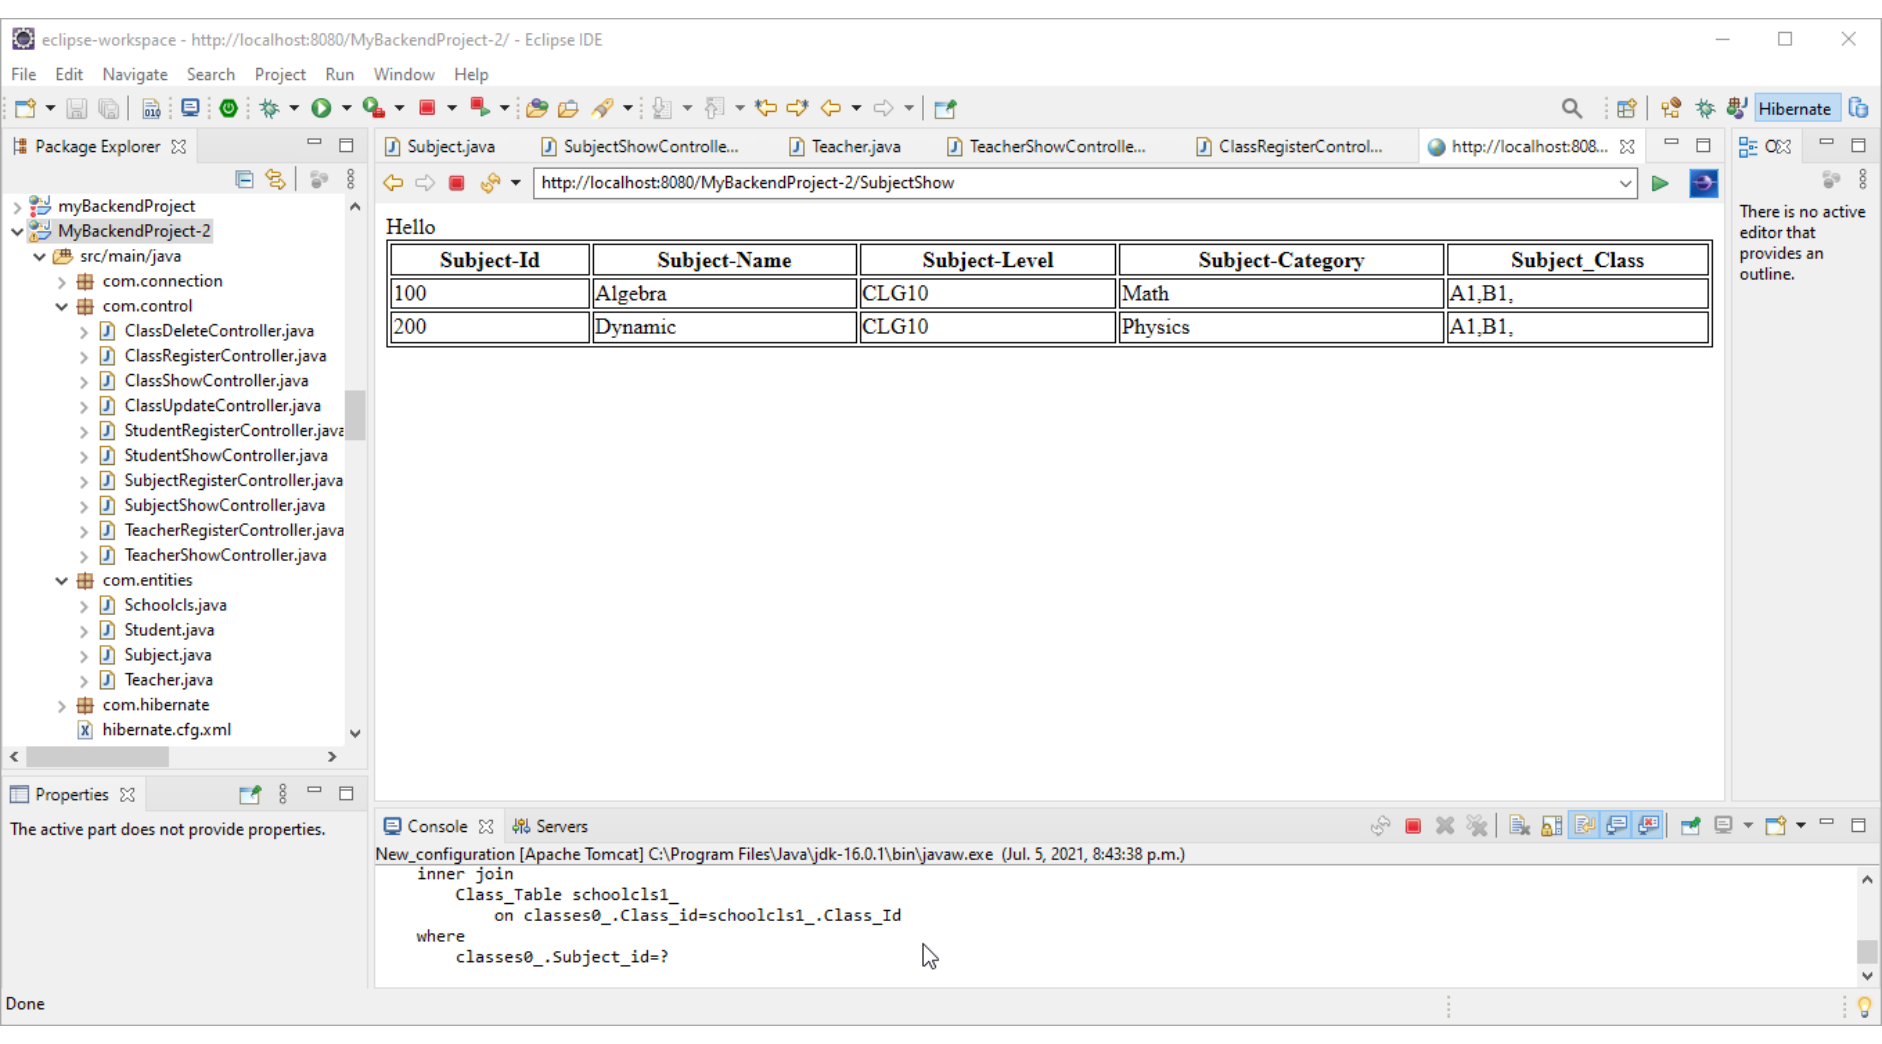 eclipse-workspace - http://localhost:8080/MyBackendProject-2/ - Eclipse IDE
File Edit Navigate Search Project Run Window Help
Hibernate
Package Explorer
Subject.java
SubjectShowControlle...
Teacher.java
TeacherShowControlle...
ClassRegisterControl...
http://localhost:808...
http://localhost:8080/MyBackendProject-2/SubjectShow
myBackendProject
MyBackendProject-2
src/main/java
com.connection
com.control
ClassDeleteController.java
ClassRegisterController.java
ClassShowController.java
ClassUpdateController.java
StudentRegisterController.java
StudentShowController.java
SubjectRegisterController.java
SubjectShowController.java
TeacherRegisterController.java
TeacherShowController.java
com.entities
Schoolcls.java
Student.java
Subject.java
Teacher.java
com.hibernate
hibernate.cfg.xml
Hello
Subject-Id Subject-Name Subject-Level Subject-Category Subject_Class
100 Algebra CLG10 Math A1,B1,
200 Dynamic CLG10 Physics A1,B1,
There is no active
editor that
provides an
outline.
Properties
The active part does not provide properties.
Console
Servers
New_configuration [Apache Tomcat] C:\Program Files\Java\jdk-16.0.1\bin\javaw.exe (Jul. 5, 2021, 8:43:38 p.m.)
inner join
Class_Table schoolcls1_
on classes0_.Class_id=schoolcls1_.Class_Id
where
classes0_.Subject_id=?
Done